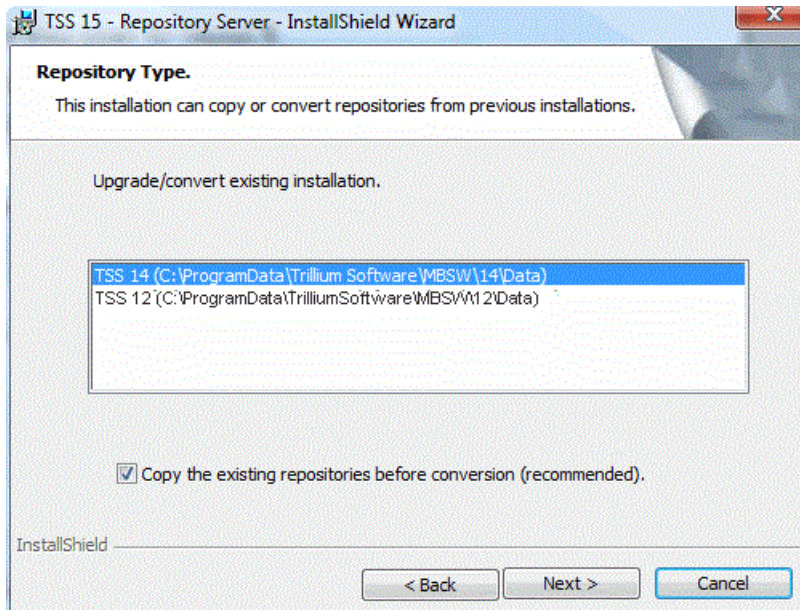 TSS 15 - Repository Server - InstallShield Wizard
Repository Type.
This installation can copy or convert repositories from previous installations.
Upgrade/convert existing installation.
TSS 14 (C:\ProgramData\Trillium Software\MBSW\14\Data)
TSS 12 (C:\ProgramData\TrilliumSoftware\MBSW\12\Data)
Copy the existing repositories before conversion (recommended).
InstallShield
< Back
Next >
Cancel